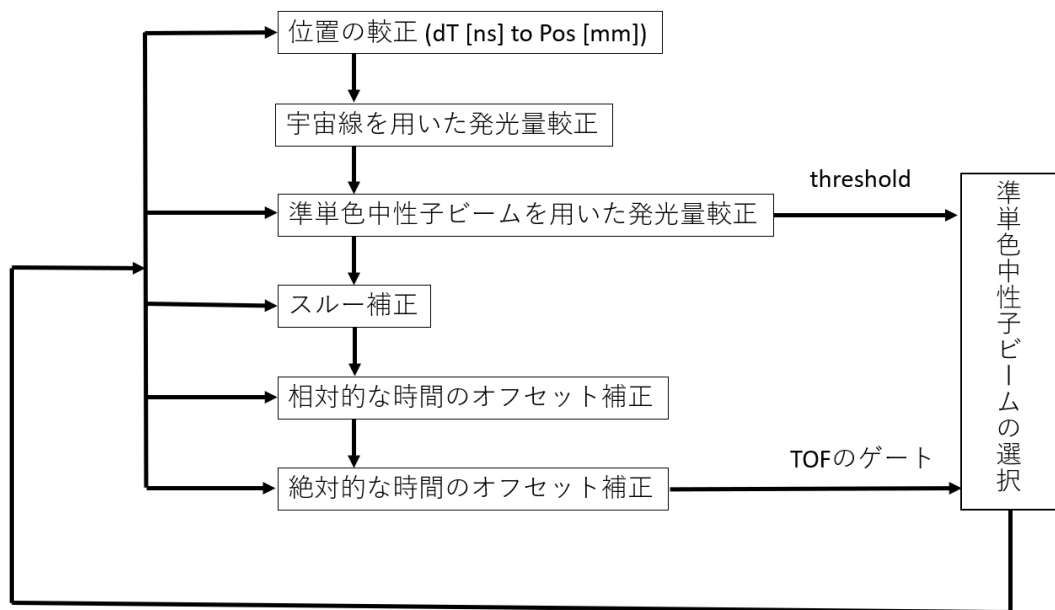 位置の較正 (dT [ns] to Pos [mm])
宇宙線を用いた発光量較正
threshold
準単色中性子ビームを用いた発光量較正
準単色中性子ビームの選択
スルー補正
相対的な時間のオフセット補正
TOFのゲート
絶対的な時間のオフセット補正